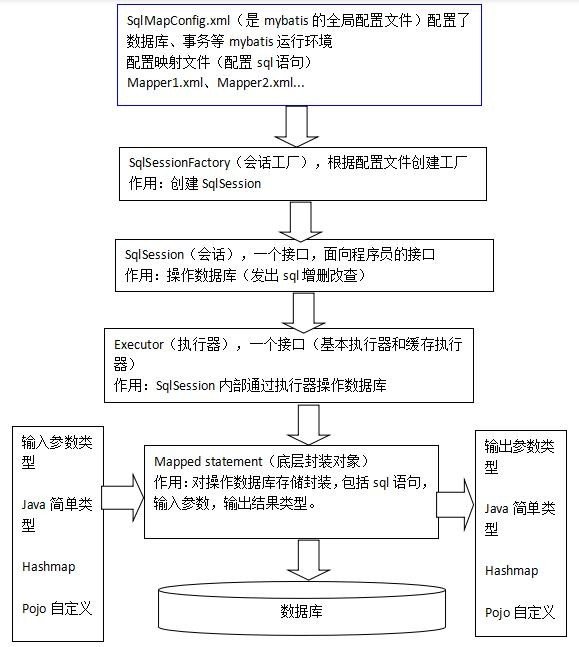 SqlMapConfig.xml（是 mybatis 的全局配置文件）配置了
数据库、事务等 mybatis 运行环境
配置映射文件（配置 sql 语句）
Mapper1.xml、Mapper2.xml...
SqlSessionFactory（会话工厂），根据配置文件创建工厂
作用：创建 SqlSession
SqlSession（会话），一个接口，面向程序员的接口
作用：操作数据库（发出 sql 增删改查）
Executor（执行器），一个接口（基本执行器和缓存执行
器）
作用：SqlSession 内部通过执行器操作数据库
输入参数类
型
Java 简单类
型
Hashmap
Pojo 自定义
Mapped statement（底层封装对象）
作用：对操作数据库存储封装，包括 sql 语句，
输入参数，输出结果类型。
输出参数类
型
Java 简单类
型
Hashmap
Pojo 自定义
数据库